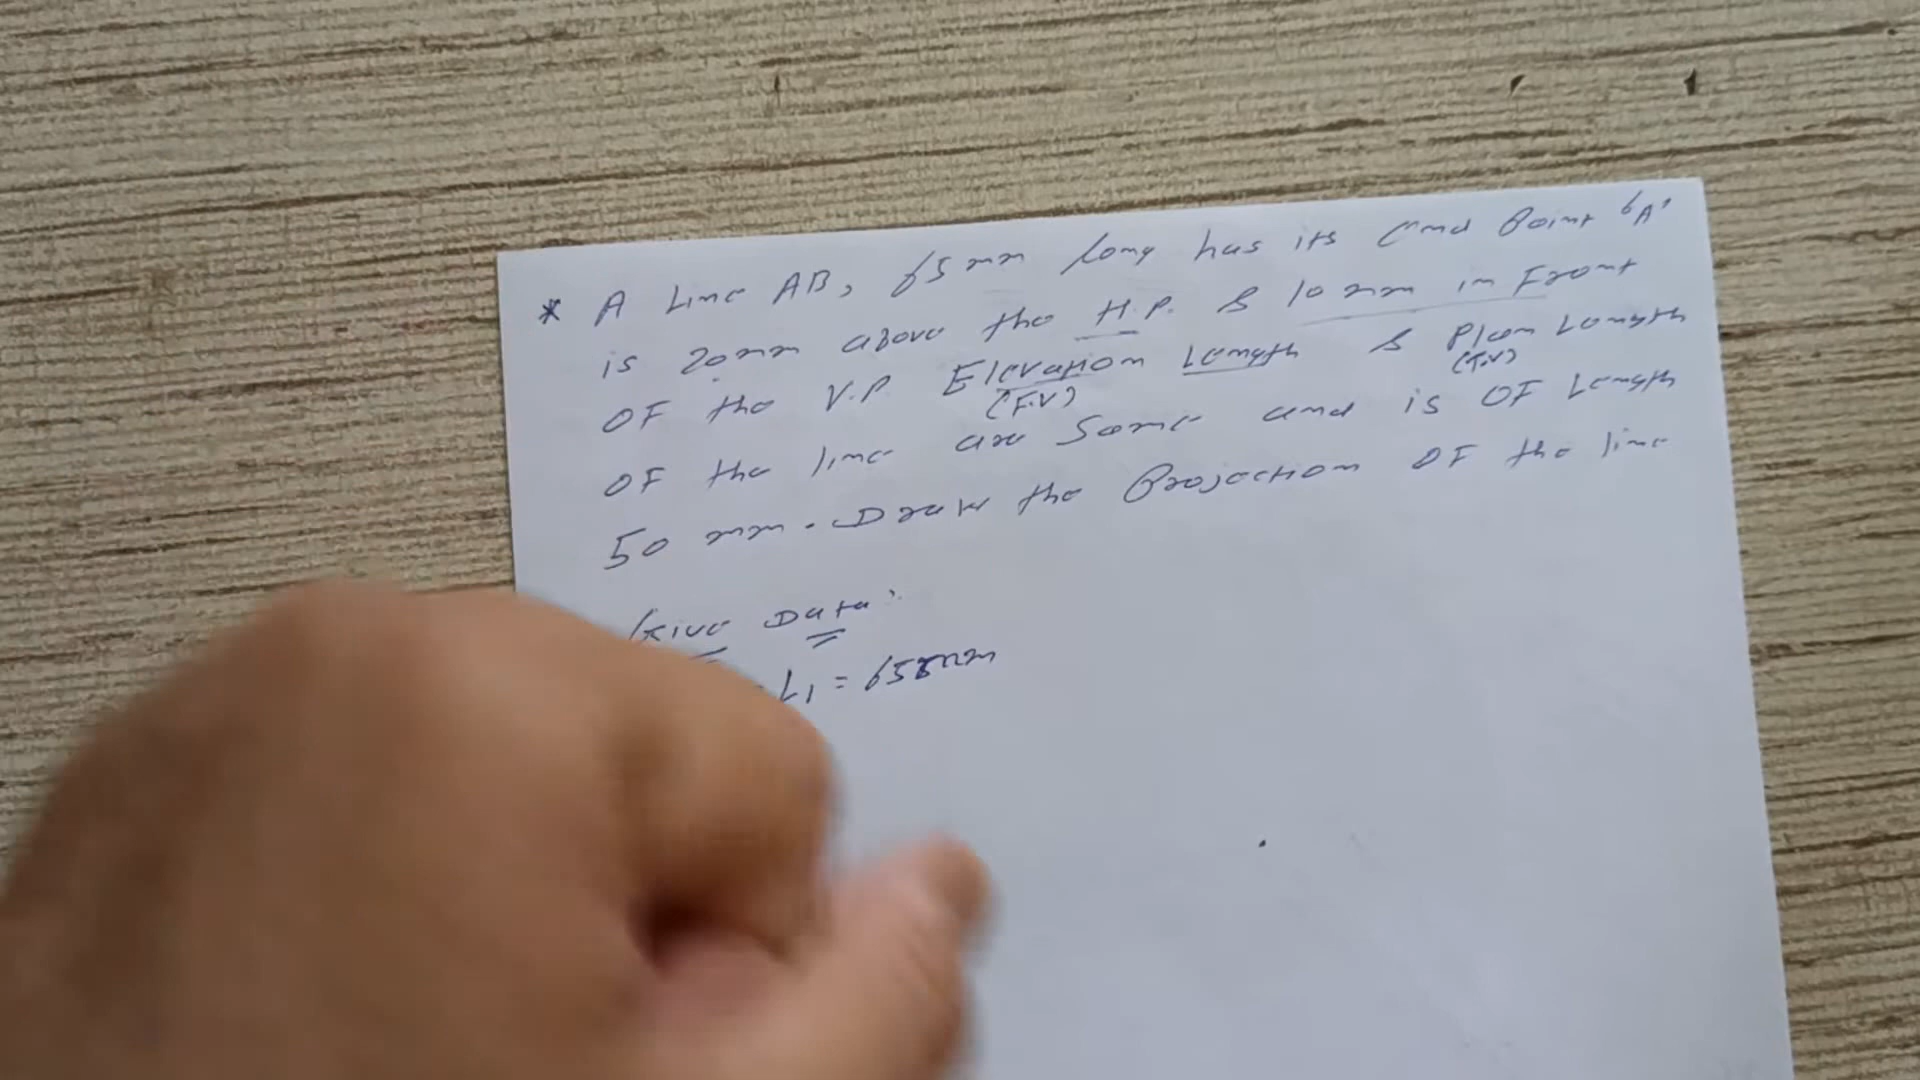 * A Line AB, 65 mm long has its end Point 'A'
is 20mm above the H.P. & 10 mm in Front
OF the V.P. Elevation Length & Plan Length
(F.V) (T.V)
OF the line are Same and is OF Length
50 mm. Draw the Projection OF the line
Give Data:
L1 = 65mm